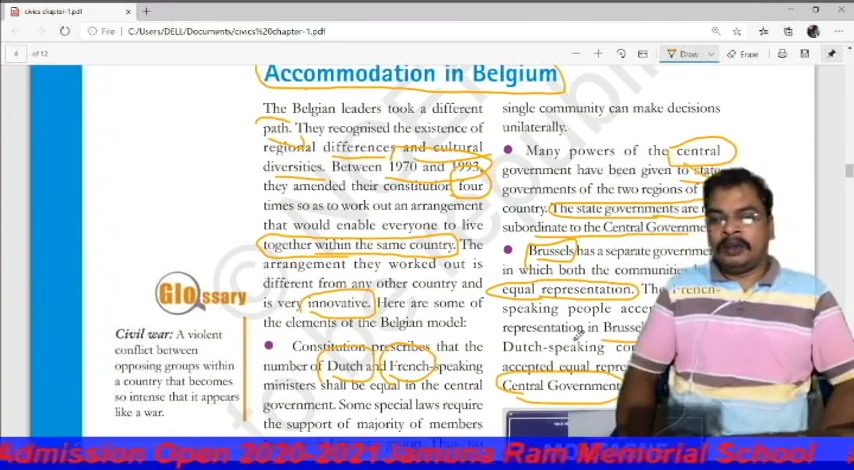 civics chapter-1.pdf
File | C:/Users/DELL/Documents/civics%20chapter-1.pdf
4 of 12
Draw
Erase
Accommodation in Belgium
The Belgian leaders took a different
path. They recognised the existence of
regional differences and cultural
diversities. Between 1970 and 1993,
they amended their constitution four
times so as to work out an arrangement
that would enable everyone to live
together within the same country. The
arrangement they worked out is
different from any other country and
is very innovative. Here are some of
the elements of the Belgian model:
Constitution prescribes that the
number of Dutch and French-speaking
ministers shall be equal in the central
government. Some special laws require
the support of majority of members
Glossary
Civil war: A violent
conflict between
opposing groups within
a country that becomes
so intense that it appears
like a war.
single community can make decisions
unilaterally.
Many powers of the central
government have been given to state
governments of the two regions of
country. The state governments are
subordinate to the Central Government
Brussels has a separate government
in which both the communities
equal representation. The French-
speaking people
representation in Brussels
Dutch-speaking
accepted equal
Central Government
Admission Open 2020-2021 Jamuna Ram Memorial School